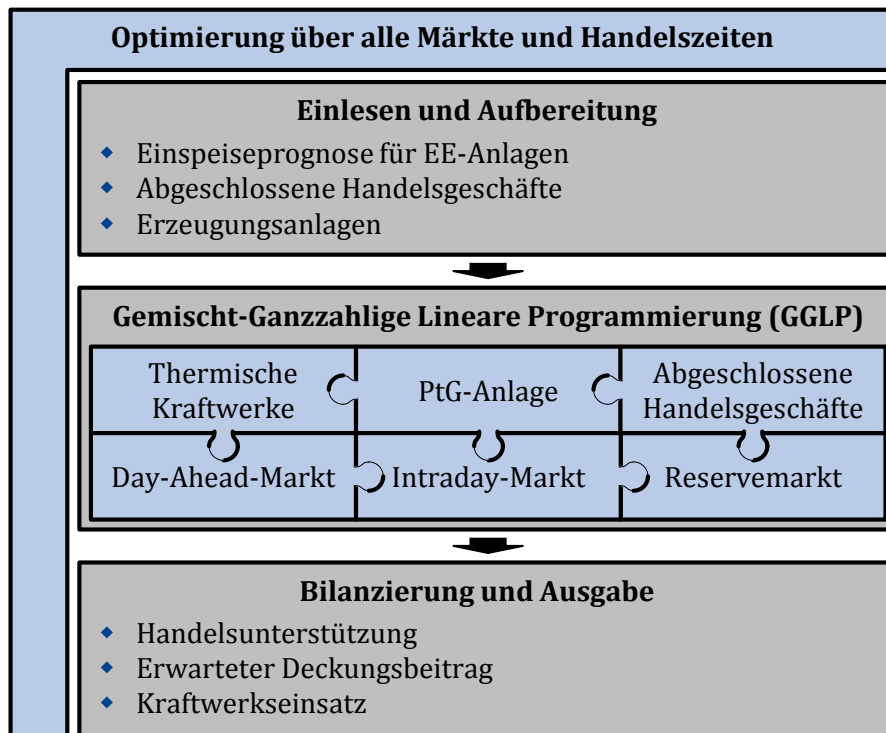 Optimierung über alle Märkte und Handelszeiten
Einlesen und Aufbereitung
Einspeiseprognose für EE-Anlagen
Abgeschlossene Handelsgeschäfte
Erzeugungsanlagen
Gemischt-Ganzzahlige Lineare Programmierung (GGLP)
Thermische
Kraftwerke
PtG-Anlage
Abgeschlossene
Handelsgeschäfte
Day-Ahead-Markt
Intraday-Markt
Reservemarkt
Bilanzierung und Ausgabe
Handelsunterstützung
Erwarteter Deckungsbeitrag
Kraftwerkseinsatz